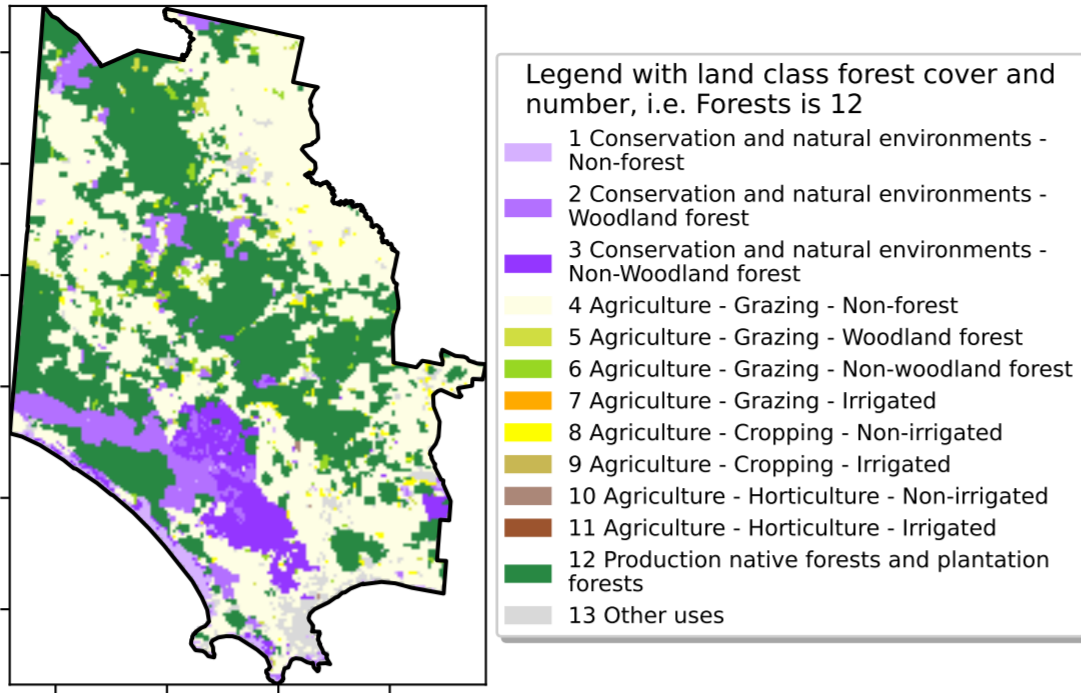 Legend with land class forest cover and
number, i.e. Forests is 12
1 Conservation and natural environments -
Non-forest
2 Conservation and natural environments -
Woodland forest
3 Conservation and natural environments -
Non-Woodland forest
4 Agriculture - Grazing - Non-forest
5 Agriculture - Grazing - Woodland forest
6 Agriculture - Grazing - Non-woodland forest
7 Agriculture - Grazing - Irrigated
8 Agriculture - Cropping - Non-irrigated
9 Agriculture - Cropping - Irrigated
10 Agriculture - Horticulture - Non-irrigated
11 Agriculture - Horticulture - Irrigated
12 Production native forests and plantation
forests
13 Other uses